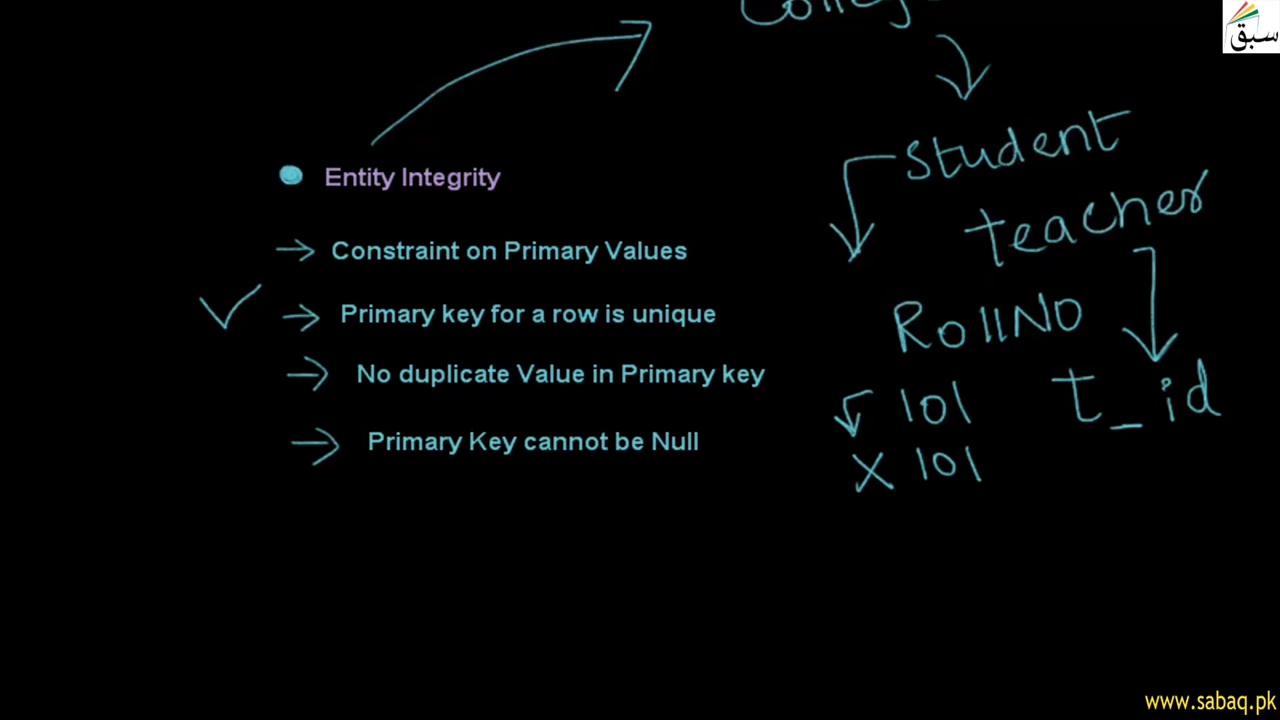 سبق
Entity Integrity
Constraint on Primary Values
Primary key for a row is unique
No duplicate Value in Primary key
Primary Key cannot be Null
Student
teacher
RollNo
101
t_id
101
www.sabaq.pk